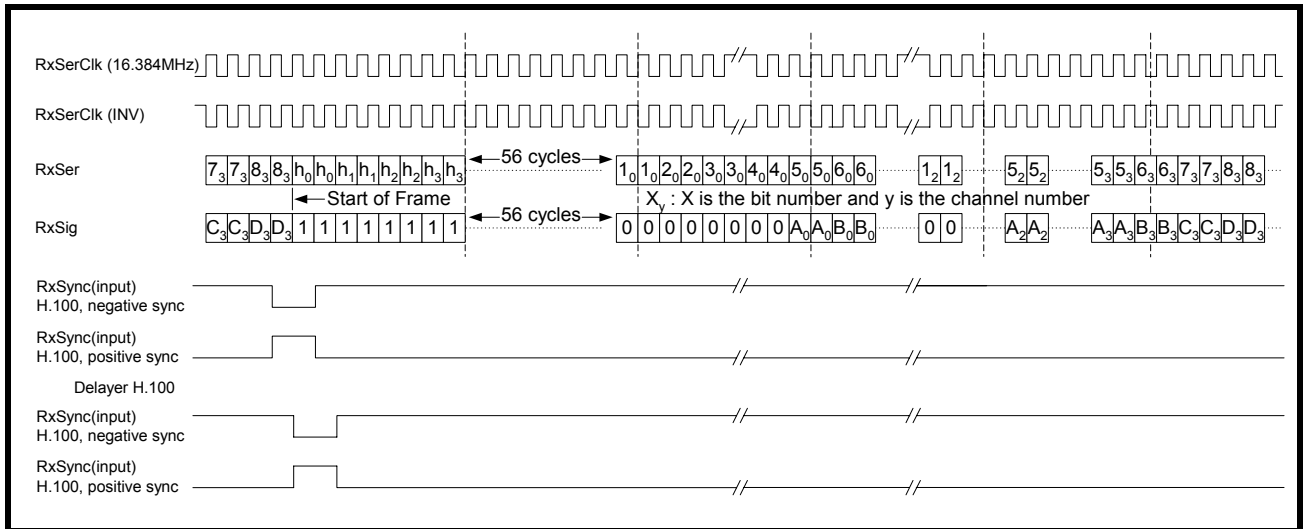 RxSerClk (16.384MHz)
RxSerClk (INV)
RxSer
7₃ 7₃ 8₃ 8₃ h₀ h₀ h₁ h₁ h₂ h₂ h₃ h₃ 56 cycles 1₀ 1₀ 2₀ 2₀ 3₀ 3₀ 4₀ 4₀ 5₀ 5₀ 6₀ 6₀ 1₂ 1₂ 5₂ 5₂ 5₃ 5₃ 6₃ 6₃ 7₃ 7₃ 8₃ 8₃
Start of Frame
Xy : X is the bit number and y is the channel number
RxSig
C₃ C₃ D₃ D₃ 1 1 1 1 1 1 1 1 56 cycles 0 0 0 0 0 0 0 0 A₀ A₀ B₀ B₀ 0 0 A₂ A₂ A₃ A₃ B₃ B₃ C₃ C₃ D₃ D₃
RxSync(input)
H.100, negative sync
RxSync(input)
H.100, positive sync
Delayer H.100
RxSync(input)
H.100, negative sync
RxSync(input)
H.100, positive sync